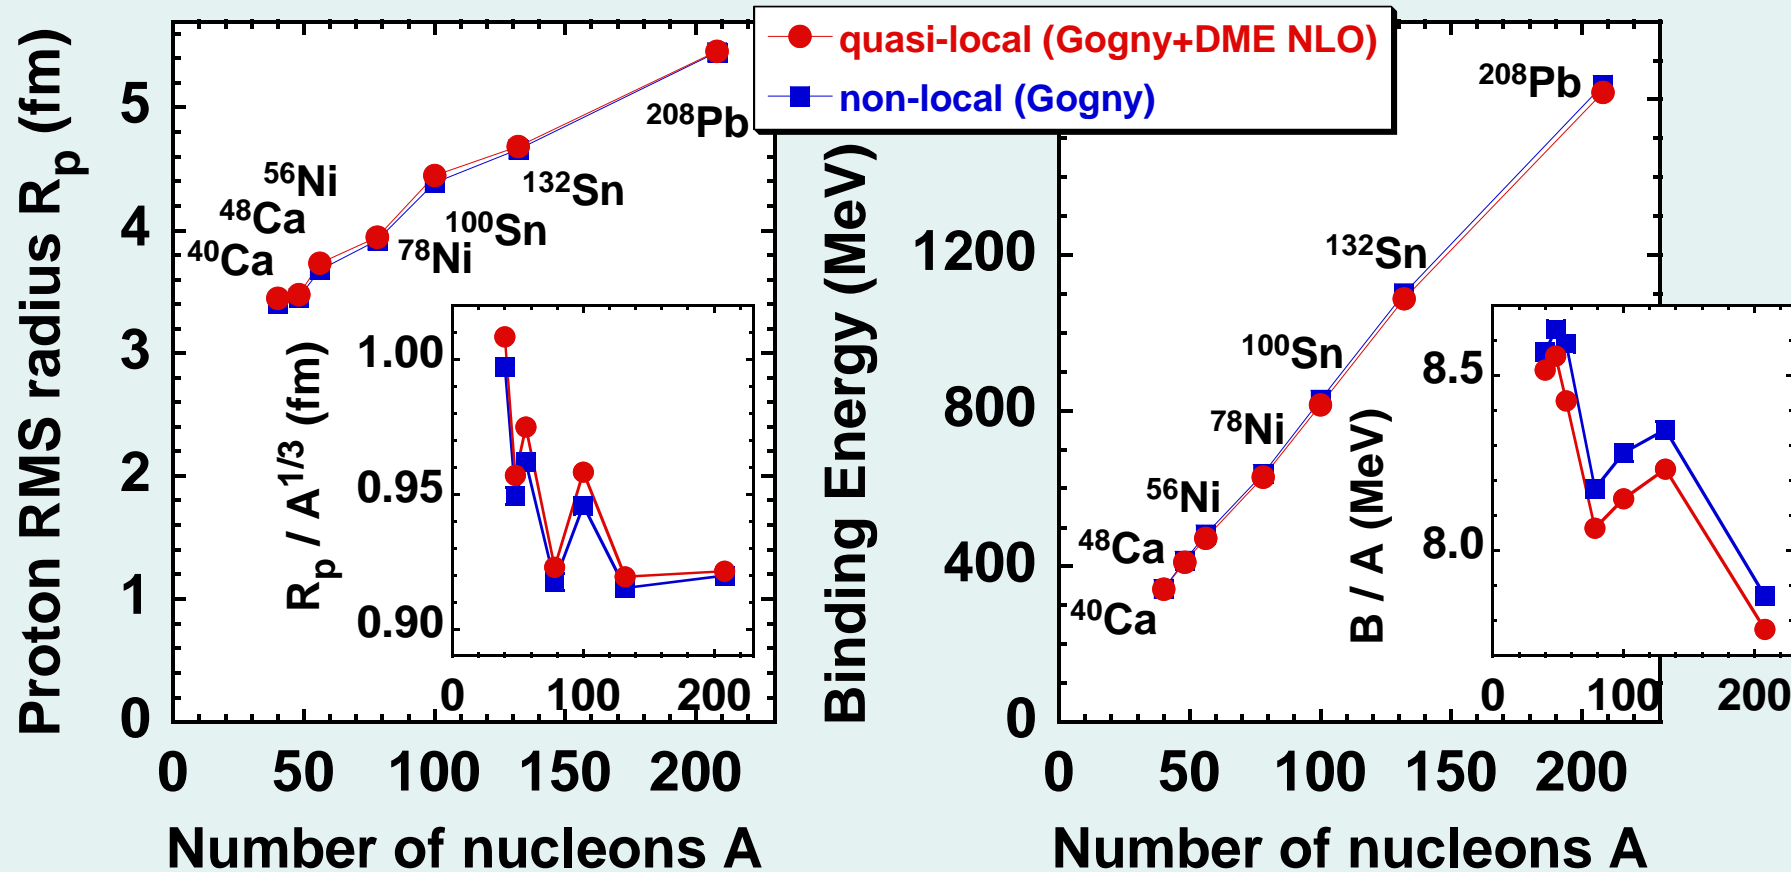 quasi-local (Gogny+DME NLO)
non-local (Gogny)
Proton RMS radius R_p (fm)
5
4
3
2
1
0
0 50 100 150 200
Number of nucleons A
⁴⁰Ca
⁴⁸Ca
⁵⁶Ni
⁷⁸Ni
¹⁰⁰Sn
¹³²Sn
²⁰⁸Pb
R_p / A^1/3 (fm)
1.00
0.95
0.90
0 100 200
Binding Energy (MeV)
1200
800
400
0
0 50 100 150 200
Number of nucleons A
⁴⁰Ca
⁴⁸Ca
⁵⁶Ni
⁷⁸Ni
¹⁰⁰Sn
¹³²Sn
²⁰⁸Pb
B / A (MeV)
8.5
8.0
0 100 200